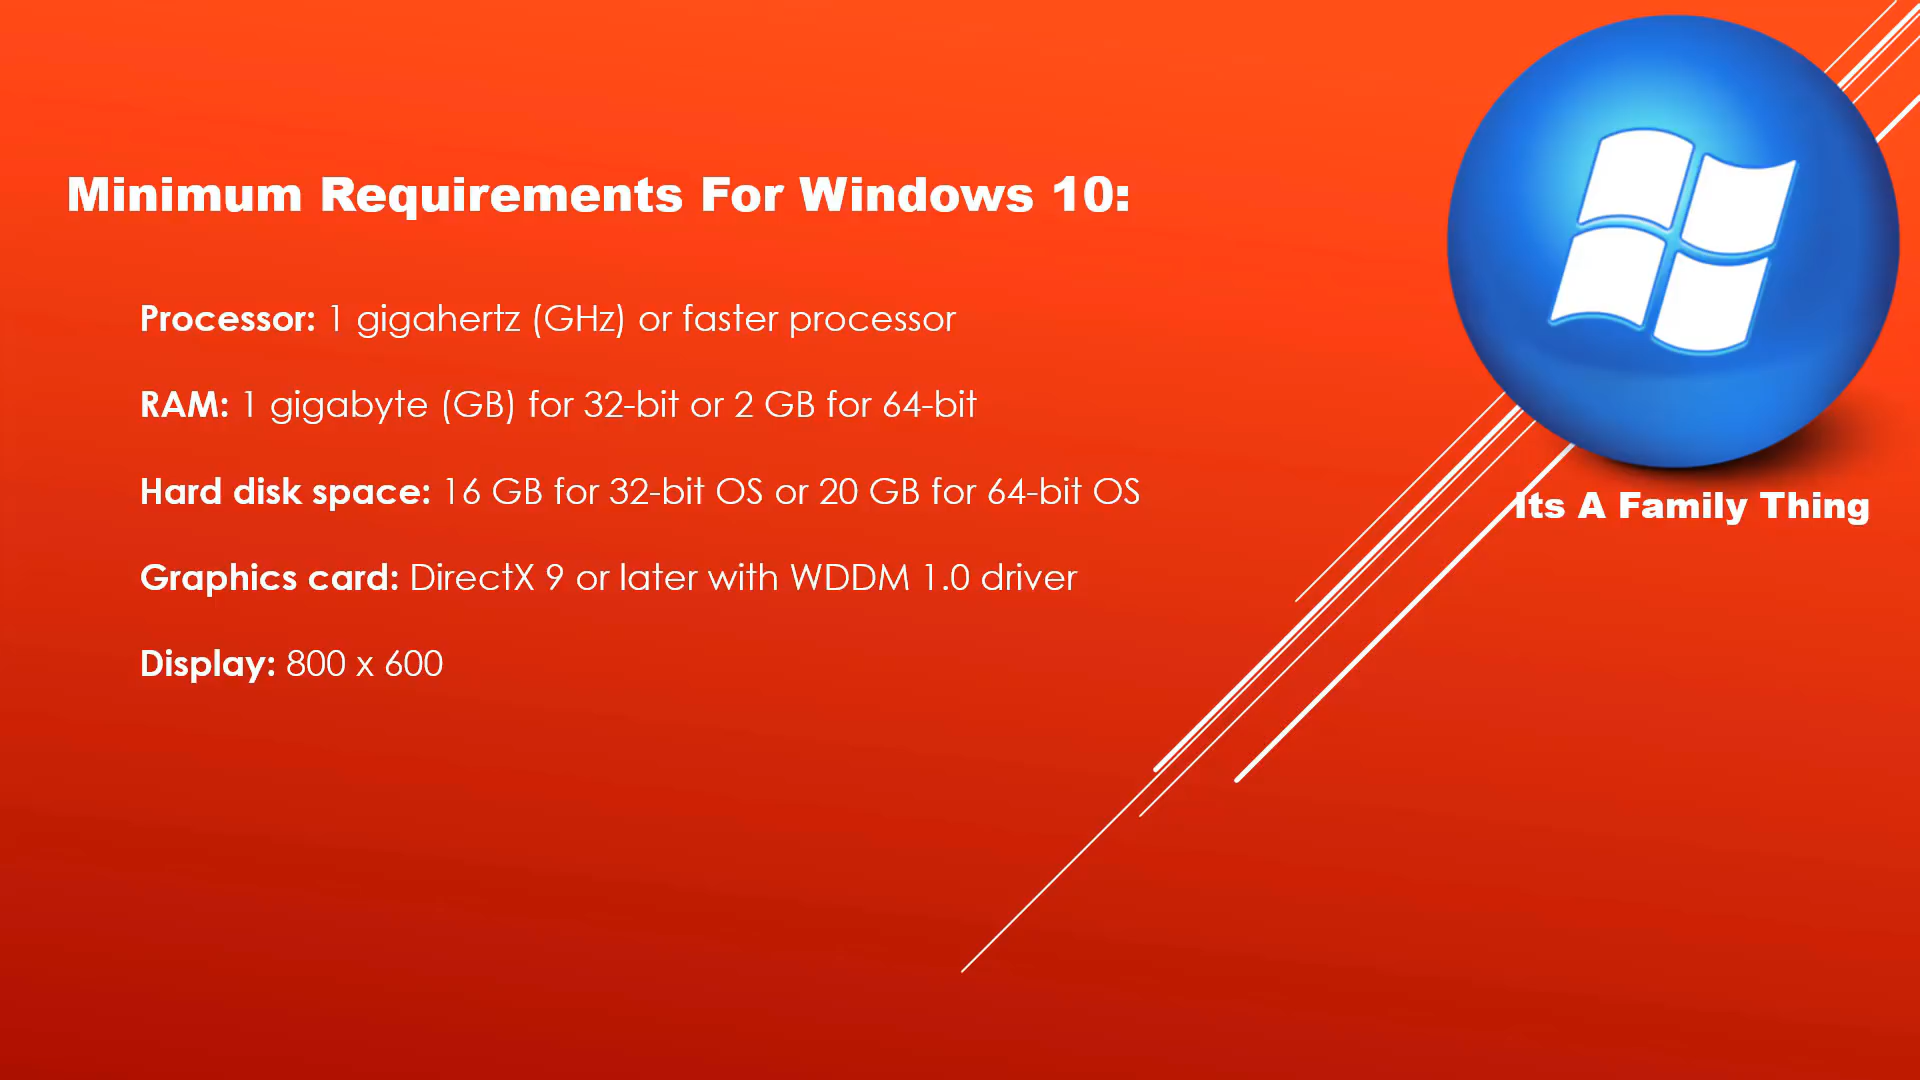 Minimum Requirements For Windows 10:
Processor: 1 gigahertz (GHz) or faster processor
RAM: 1 gigabyte (GB) for 32-bit or 2 GB for 64-bit
Hard disk space: 16 GB for 32-bit OS or 20 GB for 64-bit OS
Graphics card: DirectX 9 or later with WDDM 1.0 driver
Display: 800 x 600
Its A Family Thing